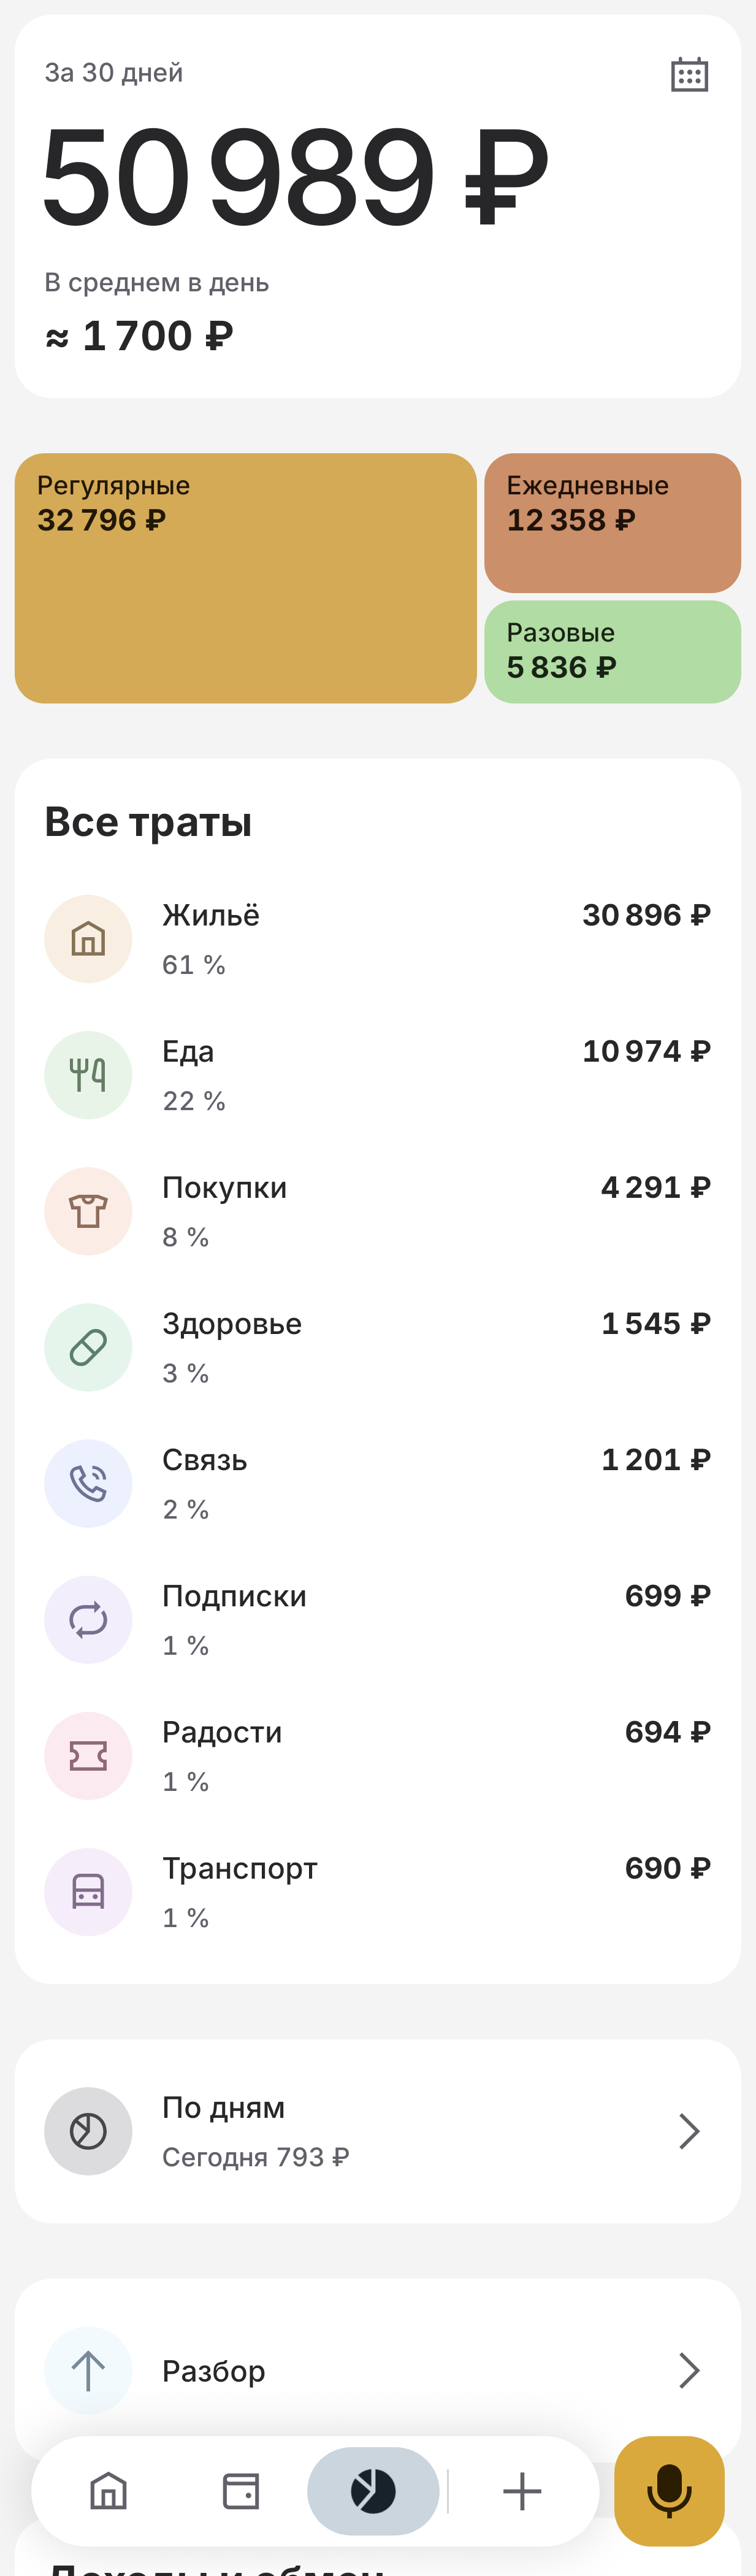 За 30 дней
50 989 ₽
В среднем в день
≈ 1 700 ₽
Регулярные
32 796 ₽
Ежедневные
12 358 ₽
Разовые
5 836 ₽
Все траты
Жильё 30 896 ₽
61 %
Еда 10 974 ₽
22 %
Покупки 4 291 ₽
8 %
Здоровье 1 545 ₽
3 %
Связь 1 201 ₽
2 %
Подписки 699 ₽
1 %
Радости 694 ₽
1 %
Транспорт 690 ₽
1 %
По дням
Сегодня 793 ₽
Разбор